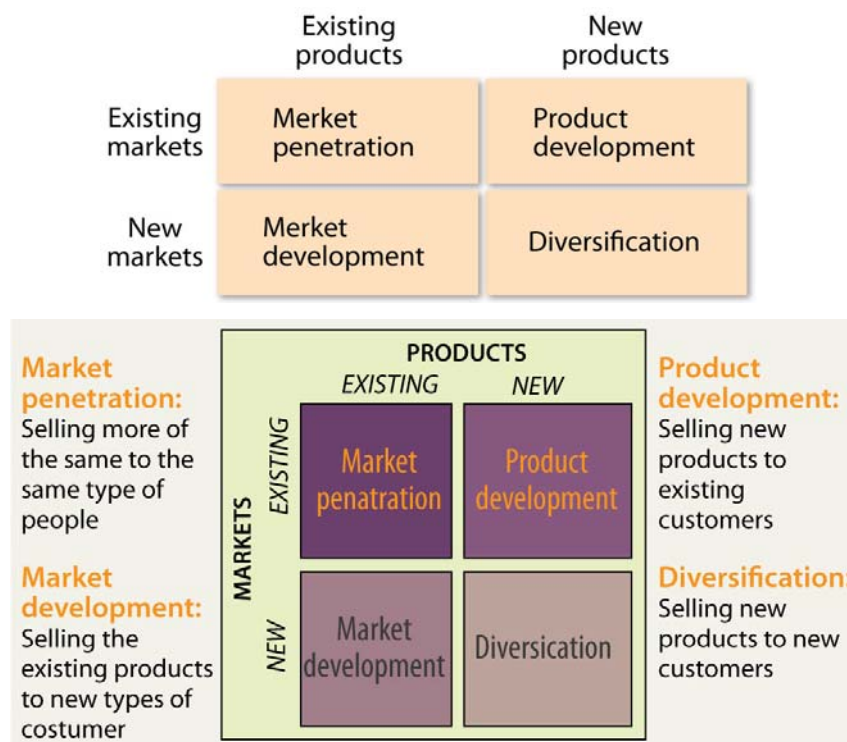 Existing
products
New
products
Existing
markets
Merket
penetration
Product
development
New
markets
Merket
development
Diversification
Market
penetration:
Selling more of
the same to the
same type of
people
Market
development:
Selling the
existing products
to new types of
costumer
PRODUCTS
EXISTING
NEW
MARKETS
EXISTING
NEW
Market
penatration
Product
development
Market
development
Diversication
Product
development:
Selling new
products to
existing
customers
Diversification:
Selling new
products to new
customers